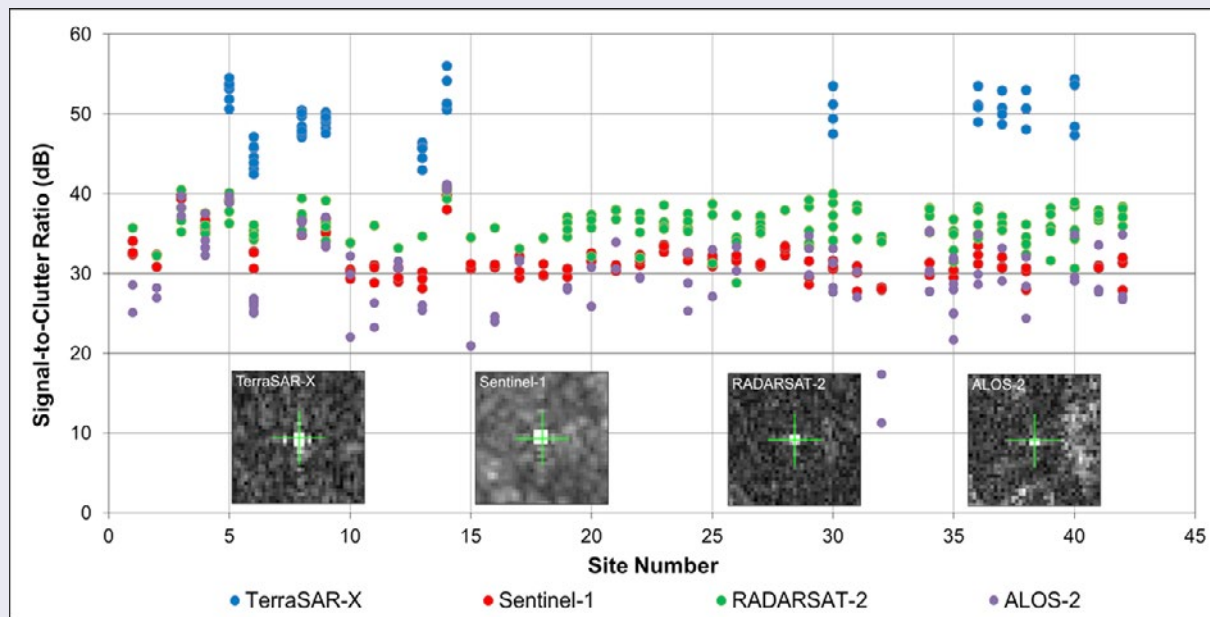 Signal-to-Clutter Ratio (dB)
60
50
40
30
20
10
0
TerraSAR-X
Sentinel-1
RADARSAT-2
ALOS-2
0 5 10 15 20 25 30 35 40 45
Site Number
TerraSAR-X Sentinel-1 RADARSAT-2 ALOS-2